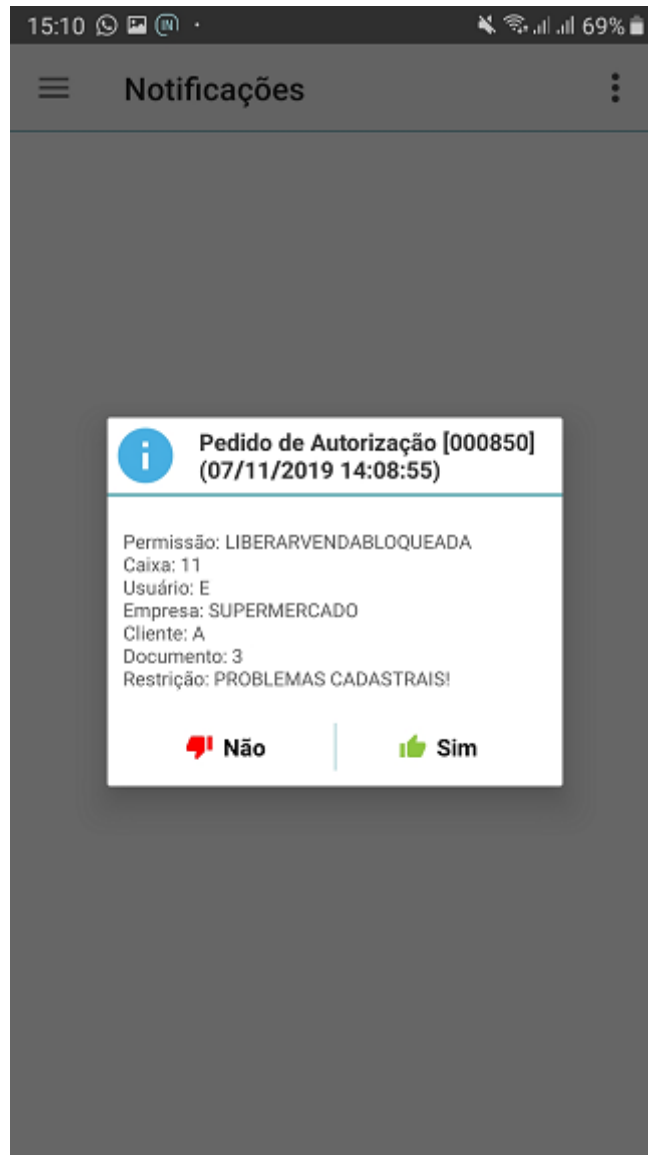 15:10 69%
Notificações
Pedido de Autorização [000850]
(07/11/2019 14:08:55)
Permissão: LIBERARVENDABLOQUEADA
Caixa: 11
Usuário: E
Empresa: SUPERMERCADO
Cliente: A
Documento: 3
Restrição: PROBLEMAS CADASTRAIS!
Não Sim